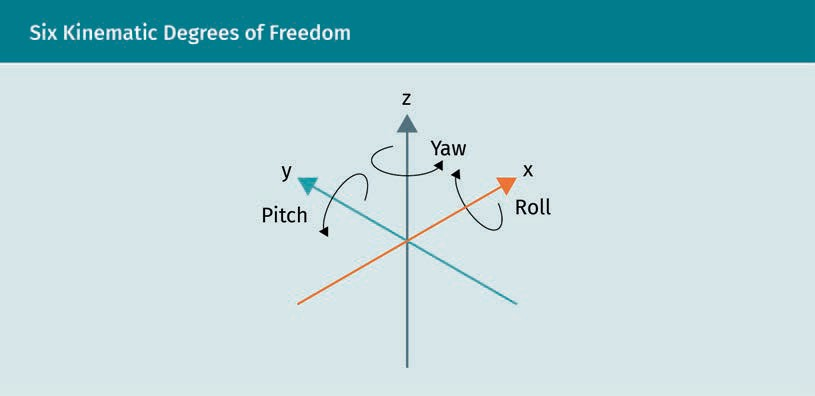 Six Kinematic Degrees of Freedom
z
Yaw
y
x
Pitch
Roll